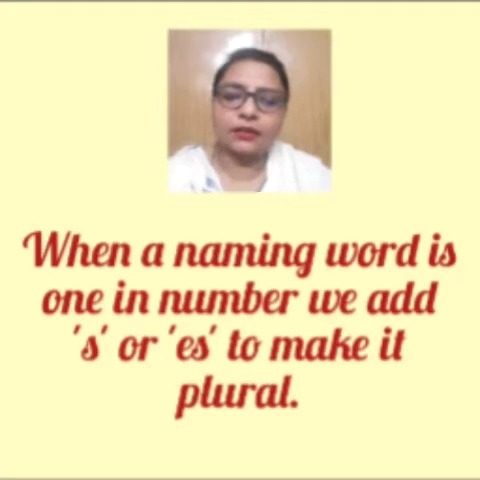 When a naming word is
one in number we add
's' or 'es' to make it
plural.